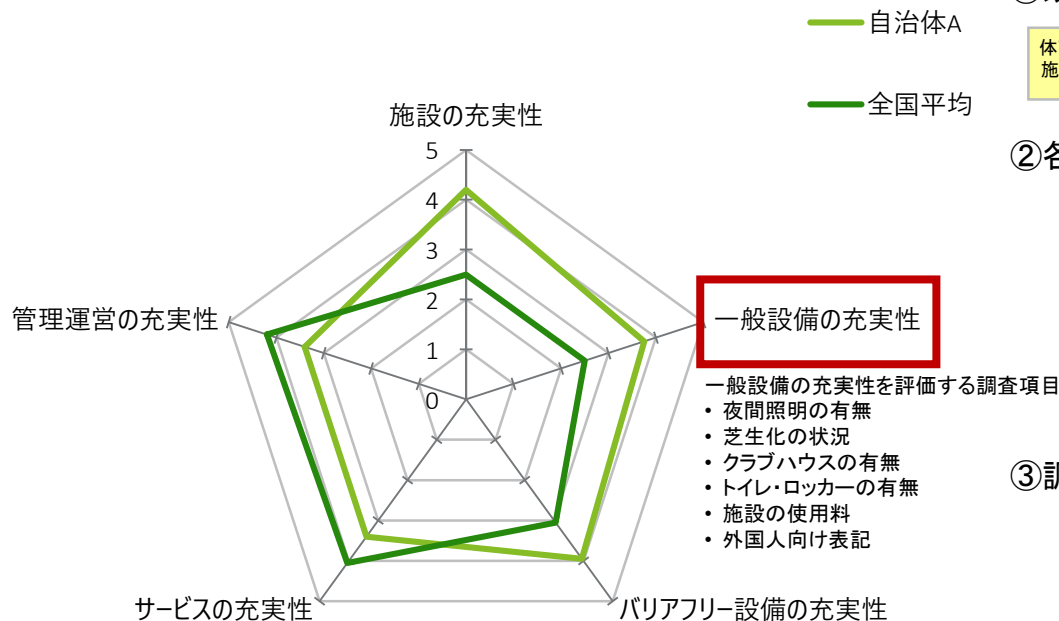 自治体A
全国平均
体
施
②各
施設の充実性
5
4
3
2
1
0
管理運営の充実性
一般設備の充実性
一般設備の充実性を評価する調査項目
• 夜間照明の有無
• 芝生化の状況
• クラブハウスの有無
• トイレ・ロッカーの有無
• 施設の使用料
• 外国人向け表記
③調
サービスの充実性
バリアフリー設備の充実性